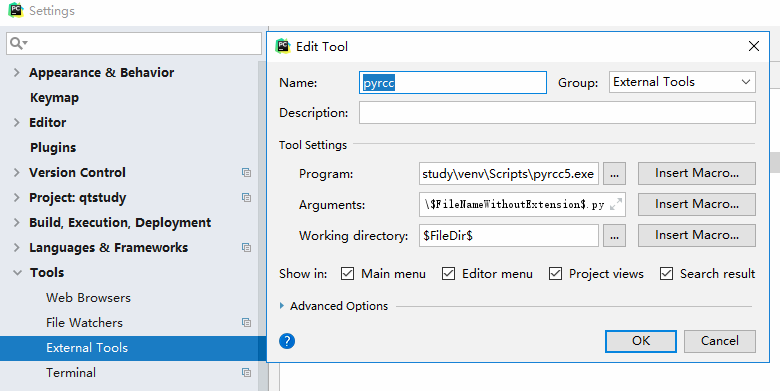 Settings
Appearance & Behavior
Keymap
Editor
Plugins
Version Control
Project: qtstudy
Build, Execution, Deployment
Languages & Frameworks
Tools
Web Browsers
File Watchers
External Tools
Terminal
Edit Tool
Name: pyrcc Group: External Tools
Description:
Tool Settings
Program: study\venv\Scripts\pyrcc5.exe ... Insert Macro...
Arguments: \$FileNameWithoutExtension$.py Insert Macro...
Working directory: $FileDir$ ... Insert Macro...
Show in: Main menu Editor menu Project views Search result
Advanced Options
? OK Cancel